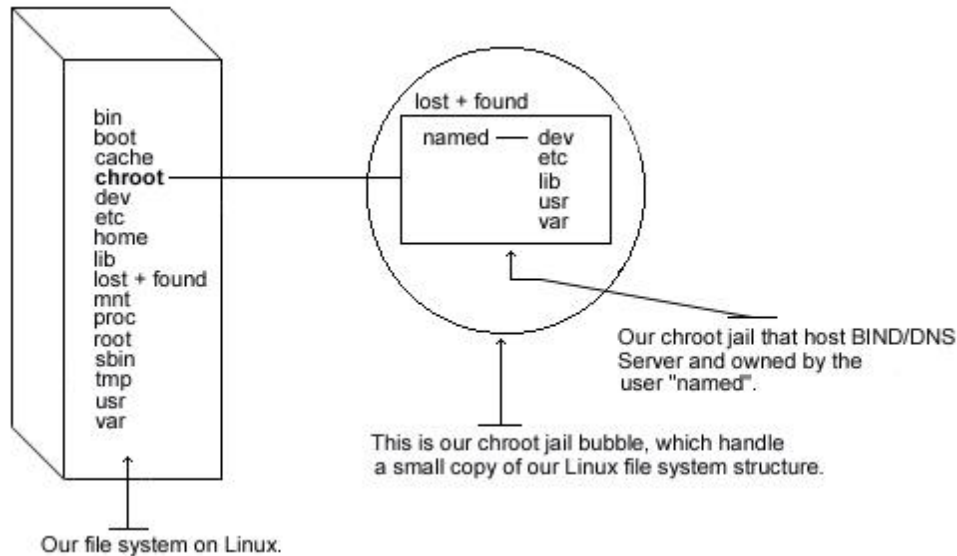 bin
boot
cache
chroot
dev
etc
home
lib
lost + found
mnt
proc
root
sbin
tmp
usr
var
Our file system on Linux.
lost + found
named dev
etc
lib
usr
var
Our chroot jail that host BIND/DNS
Server and owned by the
user "named".
This is our chroot jail bubble, which handle
a small copy of our Linux file system structure.